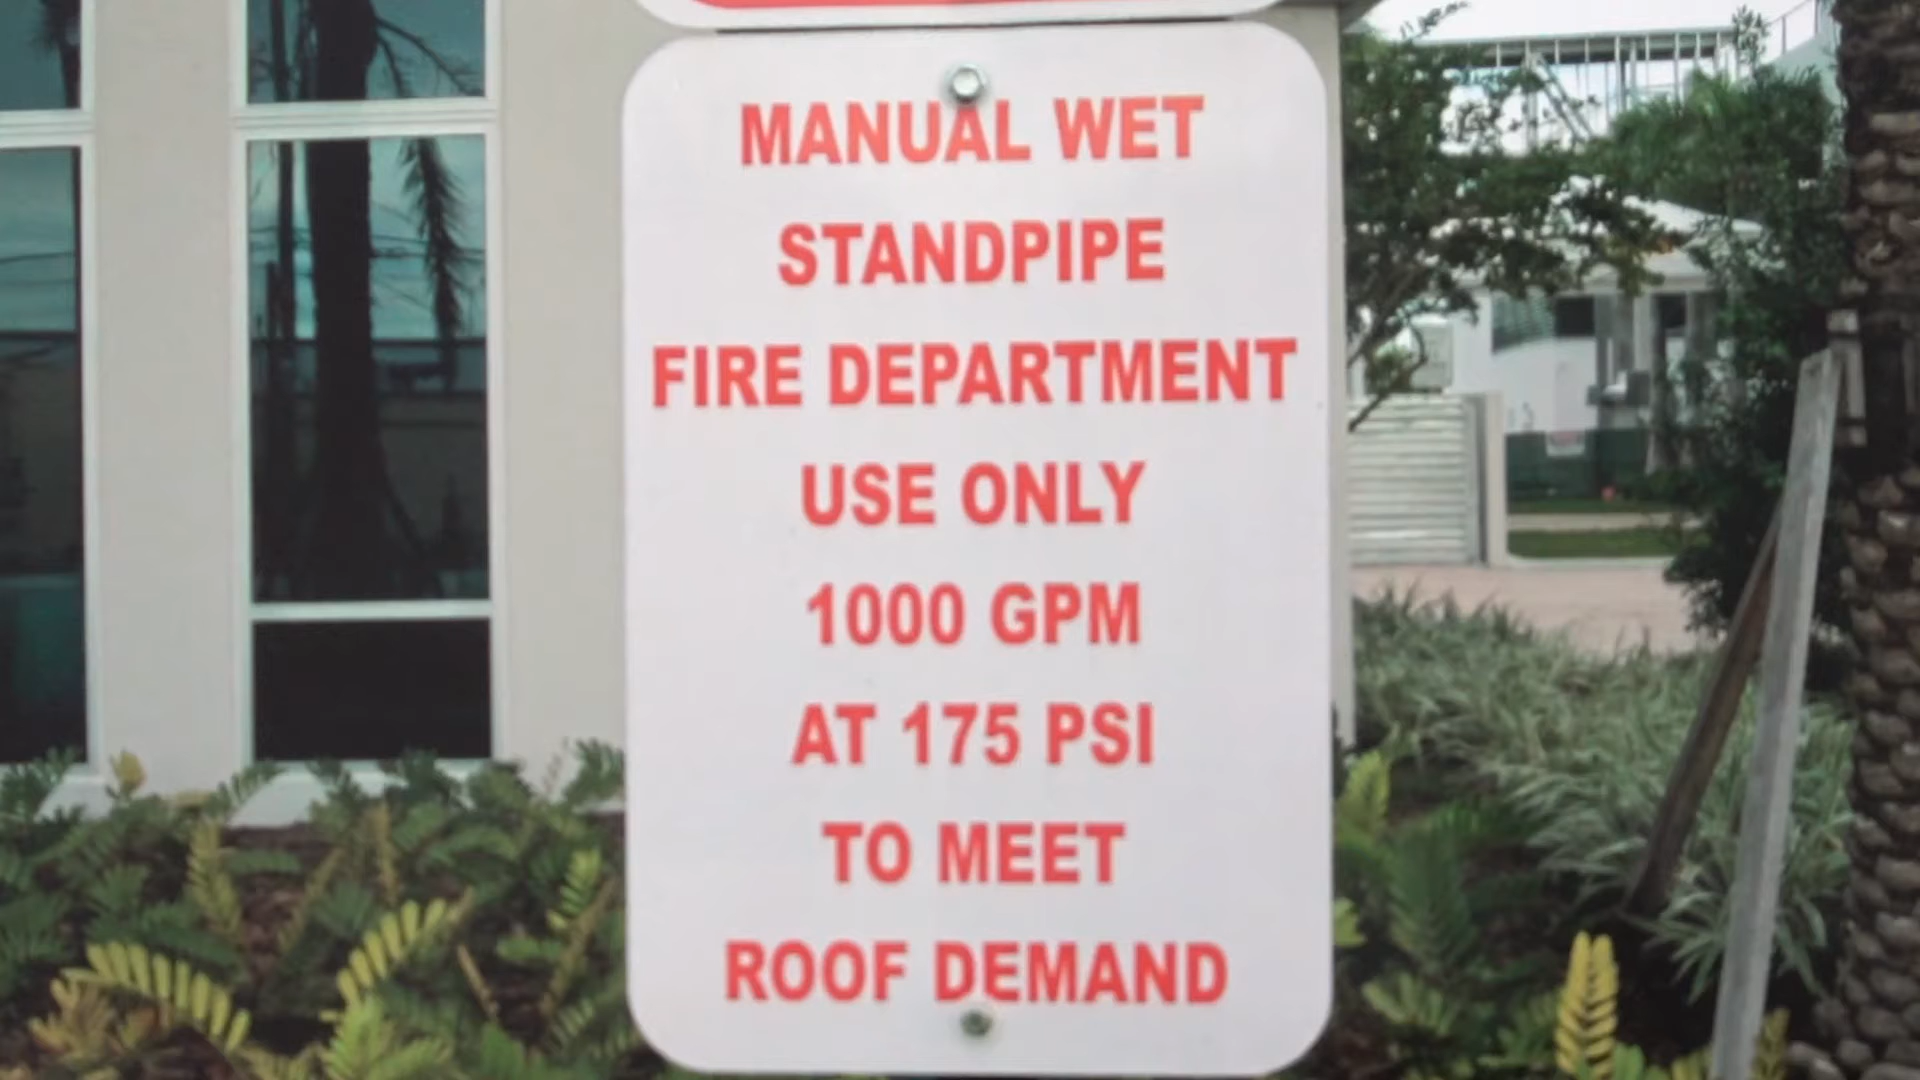 MANUAL WET
STANDPIPE
FIRE DEPARTMENT
USE ONLY
1000 GPM
AT 175 PSI
TO MEET
ROOF DEMAND